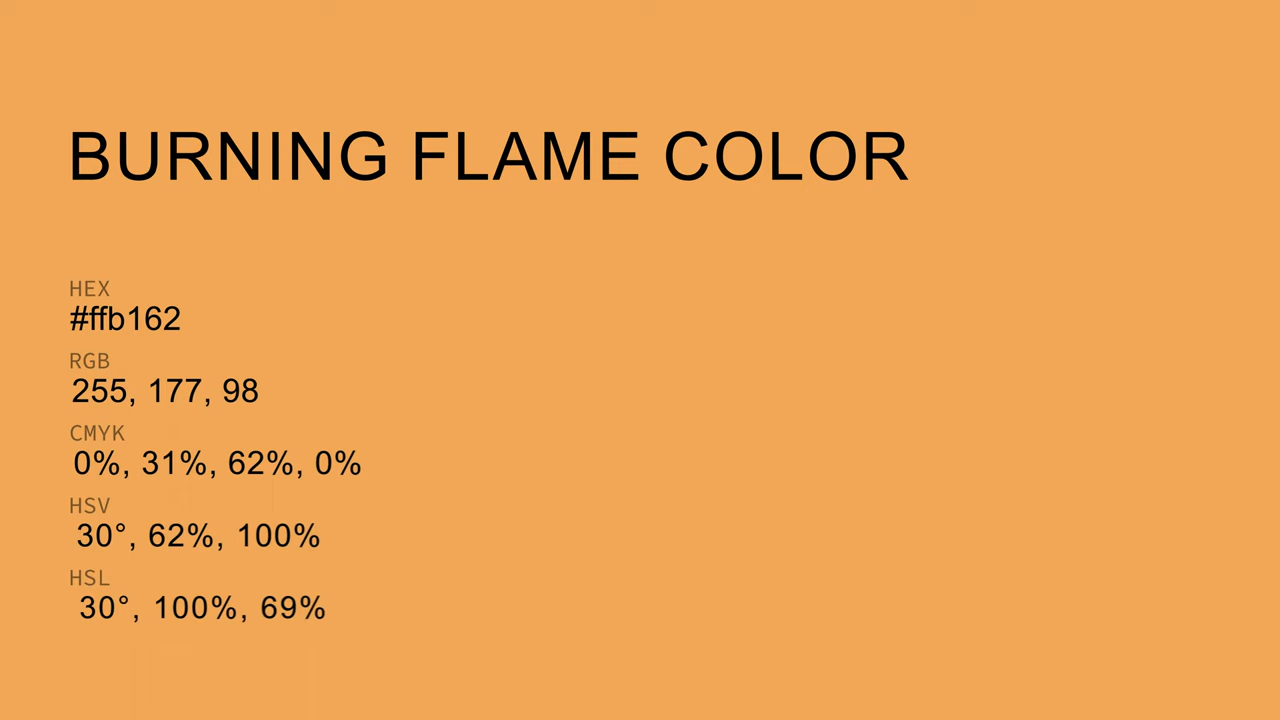 BURNING FLAME COLOR
HEX
#ffb162
RGB
255, 177, 98
CMYK
0%, 31%, 62%, 0%
HSV
30°, 62%, 100%
HSL
30°, 100%, 69%